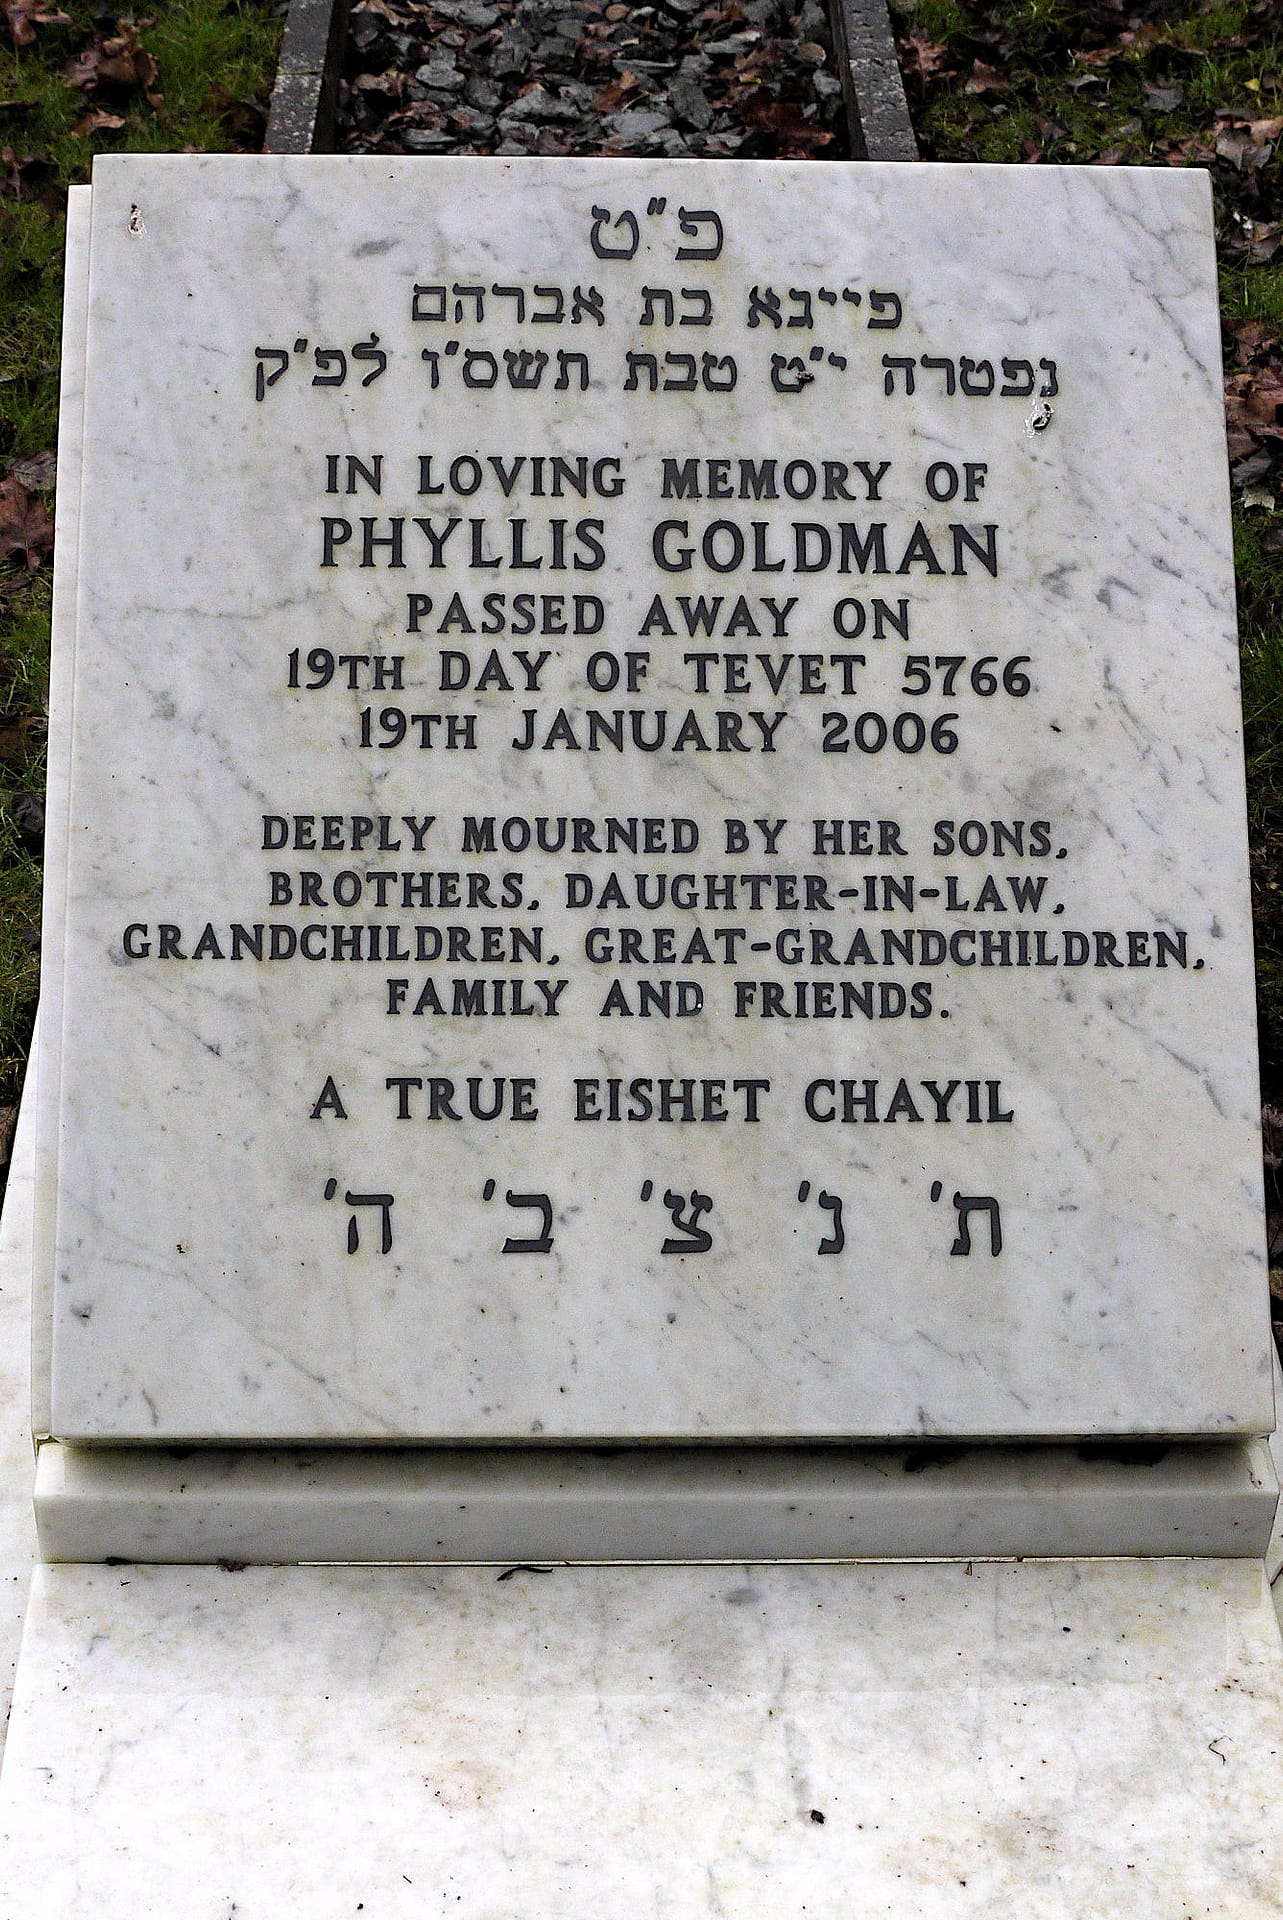 פ"ט
פייגא בת אברהם
נפטרה י"ט טבת תשס"ו לפ"ק
IN LOVING MEMORY OF
PHYLLIS GOLDMAN
PASSED AWAY ON
19TH DAY OF TEVET 5766
19TH JANUARY 2006
DEEPLY MOURNED BY HER SONS,
BROTHERS, DAUGHTER-IN-LAW,
GRANDCHILDREN, GREAT-GRANDCHILDREN,
FAMILY AND FRIENDS.
A TRUE EISHET CHAYIL
ת' נ' צ' ב' ה'